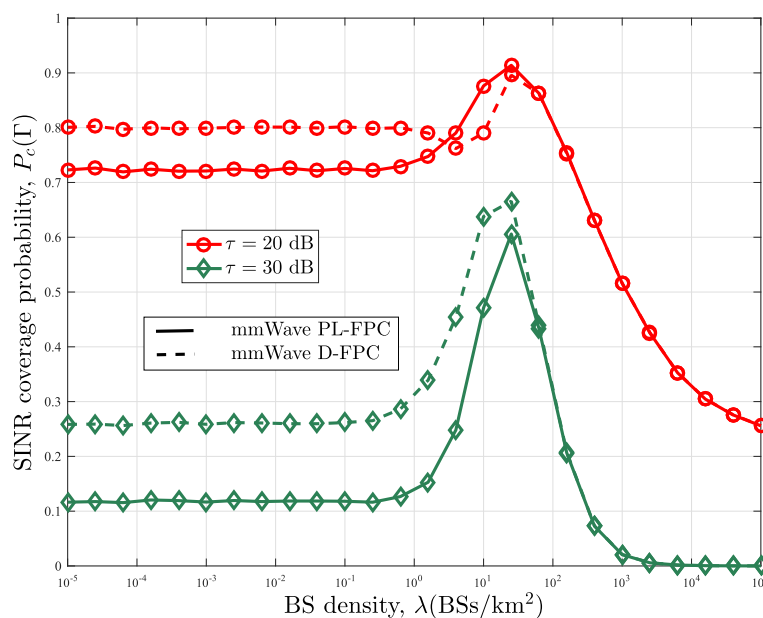 1
0.9
0.8
0.7
0.6
0.5
0.4
0.3
0.2
0.1
0
SINR coverage probability, P_c(Γ)
τ = 20 dB
τ = 30 dB
mmWave PL-FPC
mmWave D-FPC
10^-5 10^-4 10^-3 10^-2 10^-1 10^0 10^1 10^2 10^3 10^4
BS density, λ(BSs/km²)